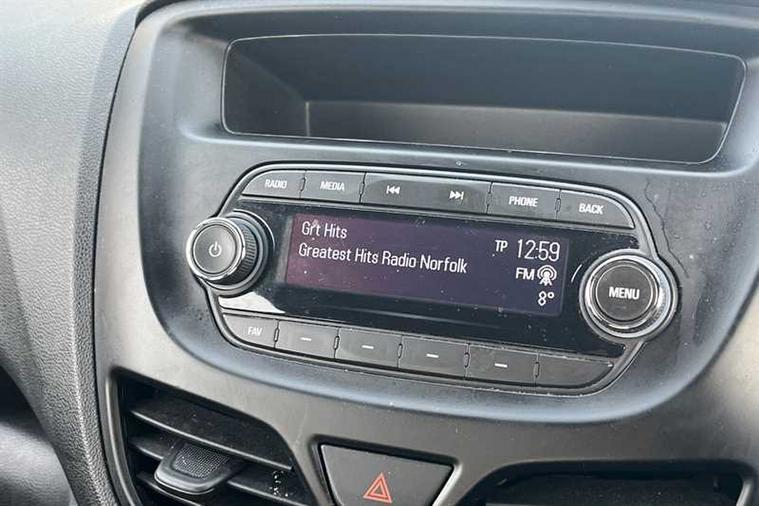 RADIO MEDIA PHONE BACK
Grt Hits TP 12:59
Greatest Hits Radio Norfolk FM
8°
MENU
FAV